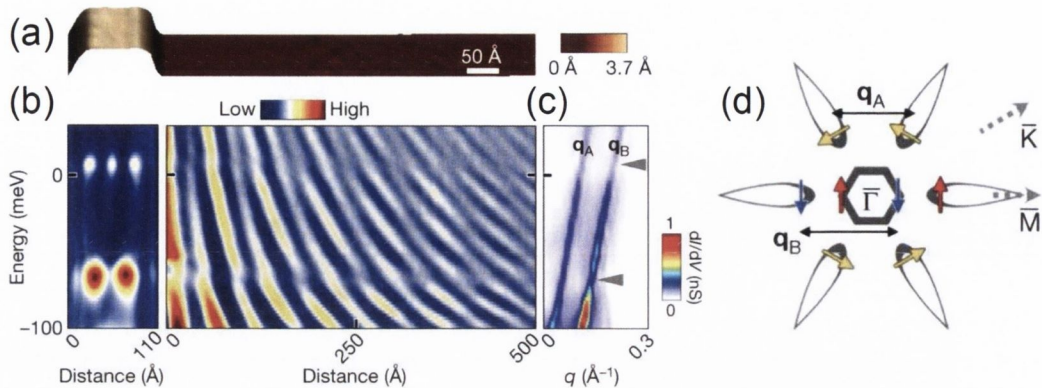 (a)
50 Å
0 Å
3.7 Å
(b)
Low
High
(c)
(d)
Energy (meV)
0
−100
0
110
Distance (Å)
0
250
500
Distance (Å)
q_A
q_B
0
0.3
q (Å⁻¹)
1
0
dI/dV (nS)
q_A
K̅
Γ̅
M̅
q_B